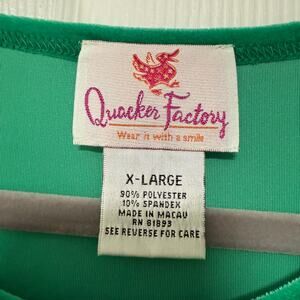 Quacker Factory
Wear it with a smile
X-LARGE
90% POLYESTER
10% SPANDEX
MADE IN MACAU
RN 81893
SEE REVERSE FOR CARE